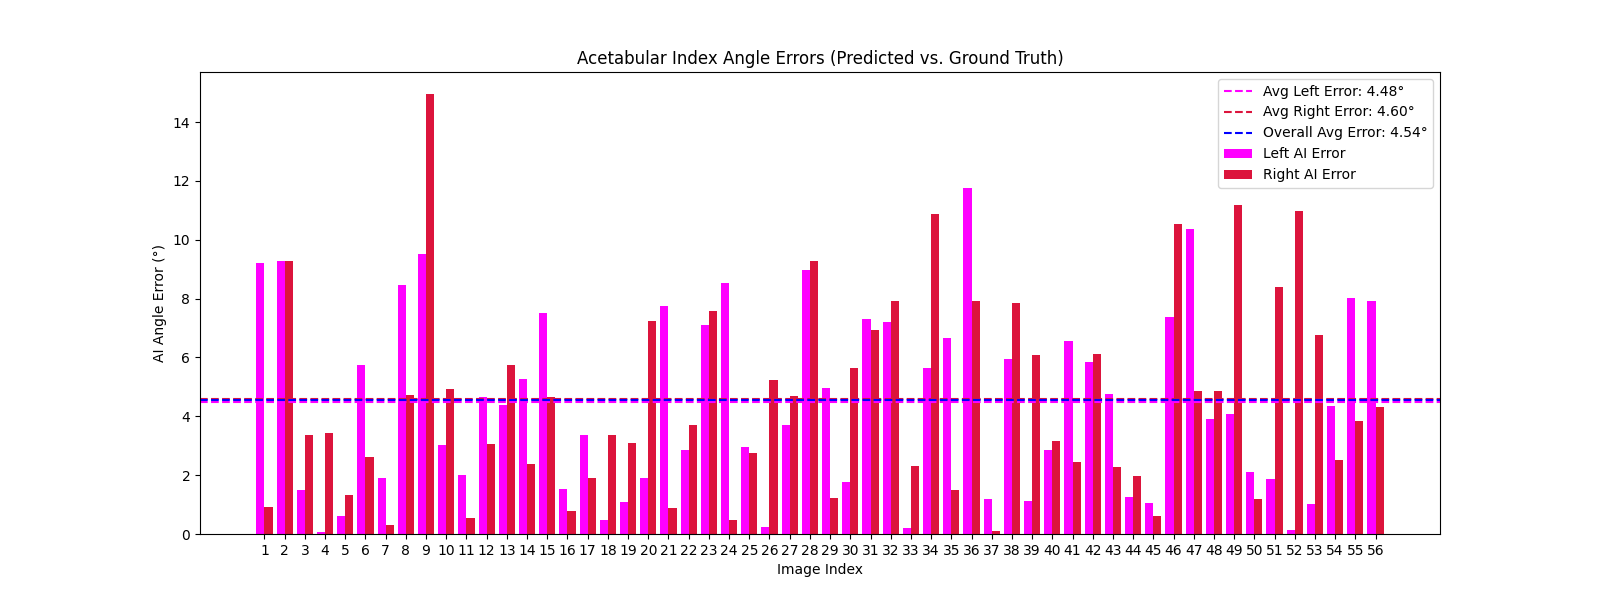 Acetabular Index Angle Errors (Predicted vs. Ground Truth)
Avg Left Error: 4.48°
Avg Right Error: 4.60°
Overall Avg Error: 4.54°
Left AI Error
Right AI Error
AI Angle Error (°)
14
12
10
8
6
4
2
0
1 2 3 4 5 6 7 8 9 10 11 12 13 14 15 16 17 18 19 20 21 22 23 24 25 26 27 28 29 30 31 32 33 34 35 36 37 38 39 40 41 42 43 44 45 46 47 48 49 50 51 52 53 54 55 56
Image Index